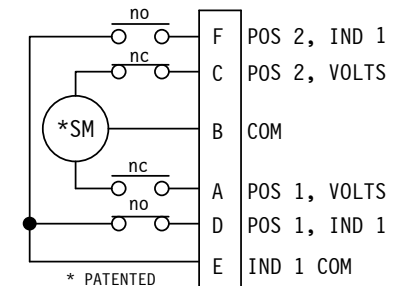 no
F POS 2, IND 1
nc
C POS 2, VOLTS
*SM
B COM
nc
A POS 1, VOLTS
no
D POS 1, IND 1
E IND 1 COM
* PATENTED